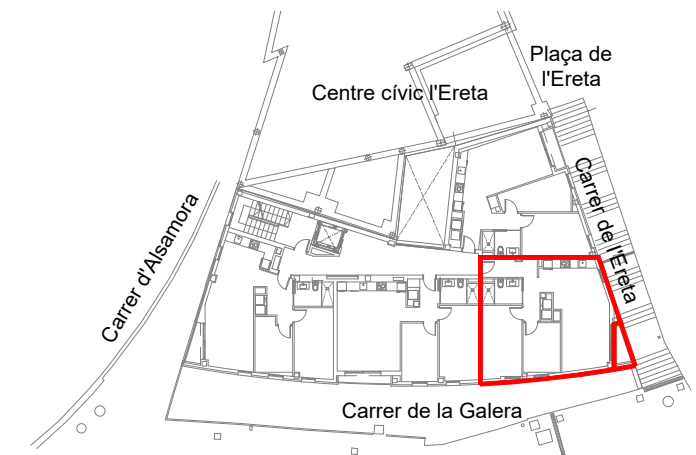 Plaça de
l'Ereta
Centre cívic l'Ereta
Carrer de l'Ereta
Carrer d'Alsamora
Carrer de la Galera